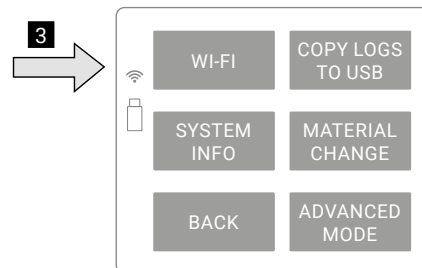 3
WI-FI
COPY LOGS
TO USB
SYSTEM
INFO
MATERIAL
CHANGE
BACK
ADVANCED
MODE